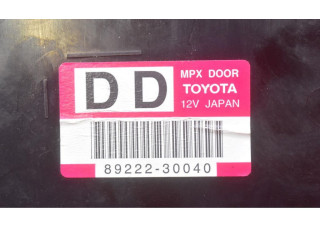 DD
MPX DOOR
TOYOTA
12V JAPAN
89222-30040